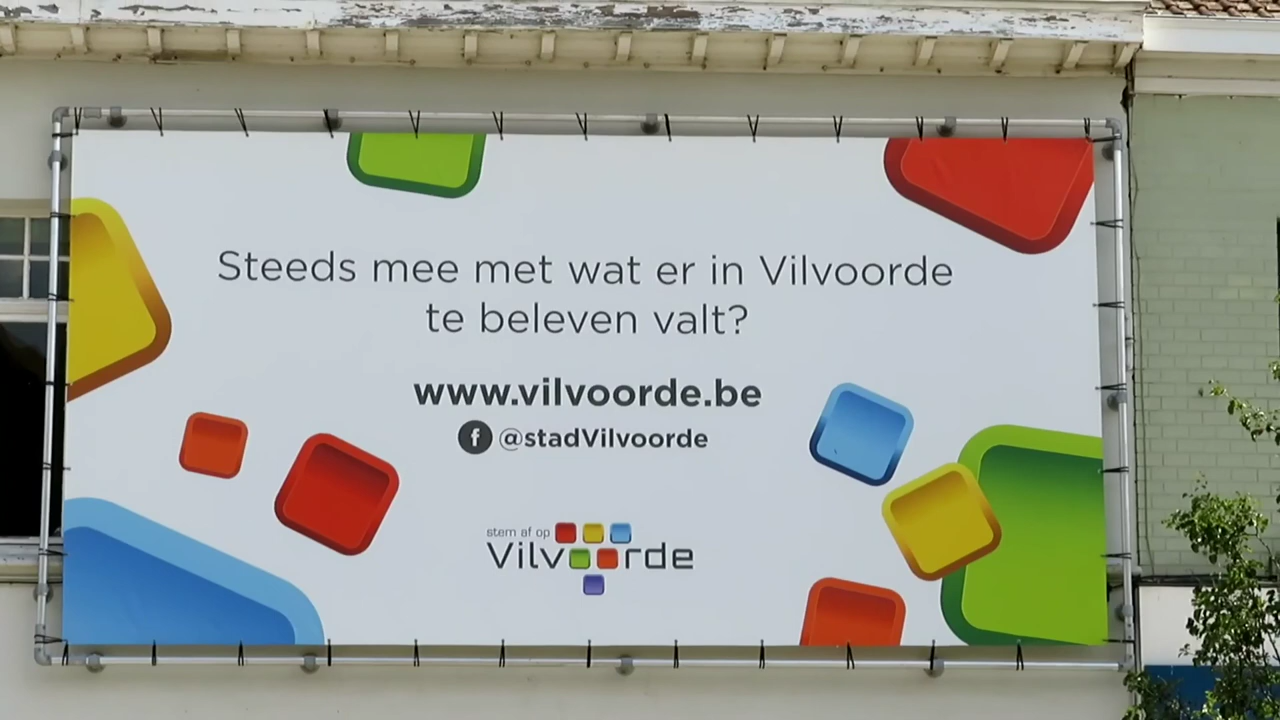 Steeds mee met wat er in Vilvoorde
te beleven valt?
www.vilvoorde.be
f @stadVilvoorde
stem af op
Vilvoorde